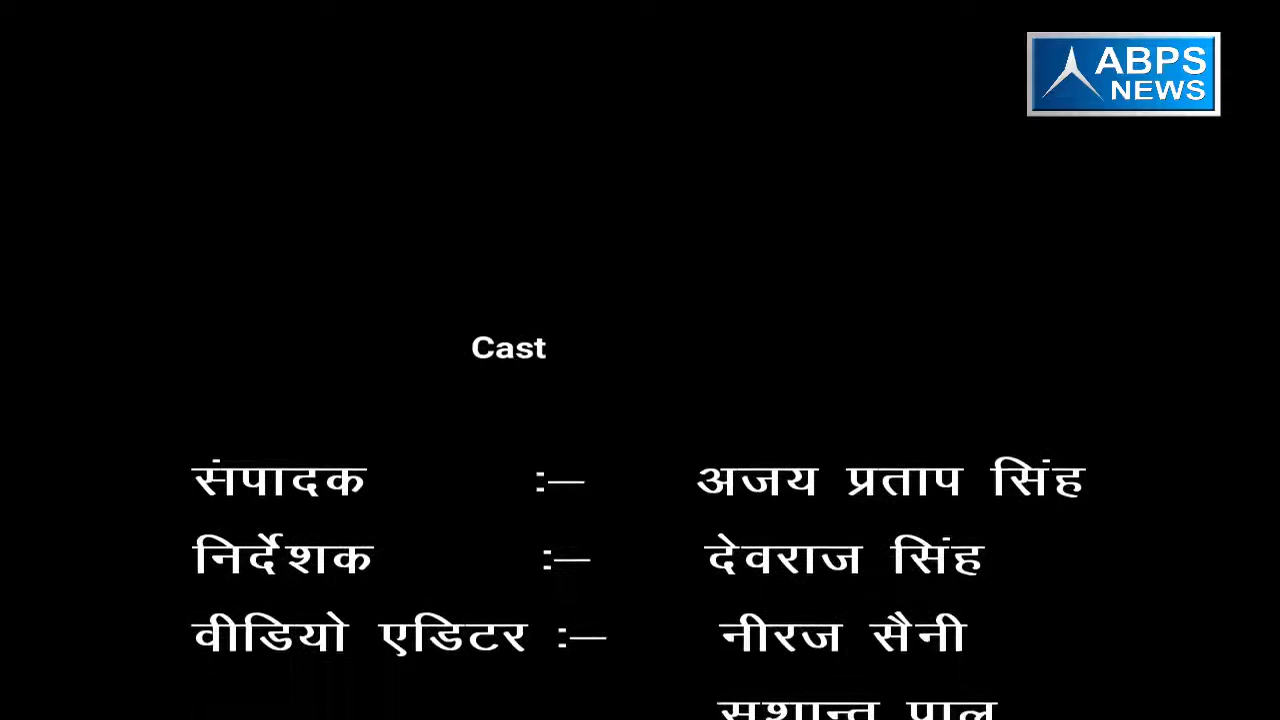 ABPS
NEWS
Cast
संपादक :— अजय प्रताप सिंह
निर्देशक :— देवराज सिंह
वीडियो एडिटर :— नीरज सैनी
सुशान्त पाल